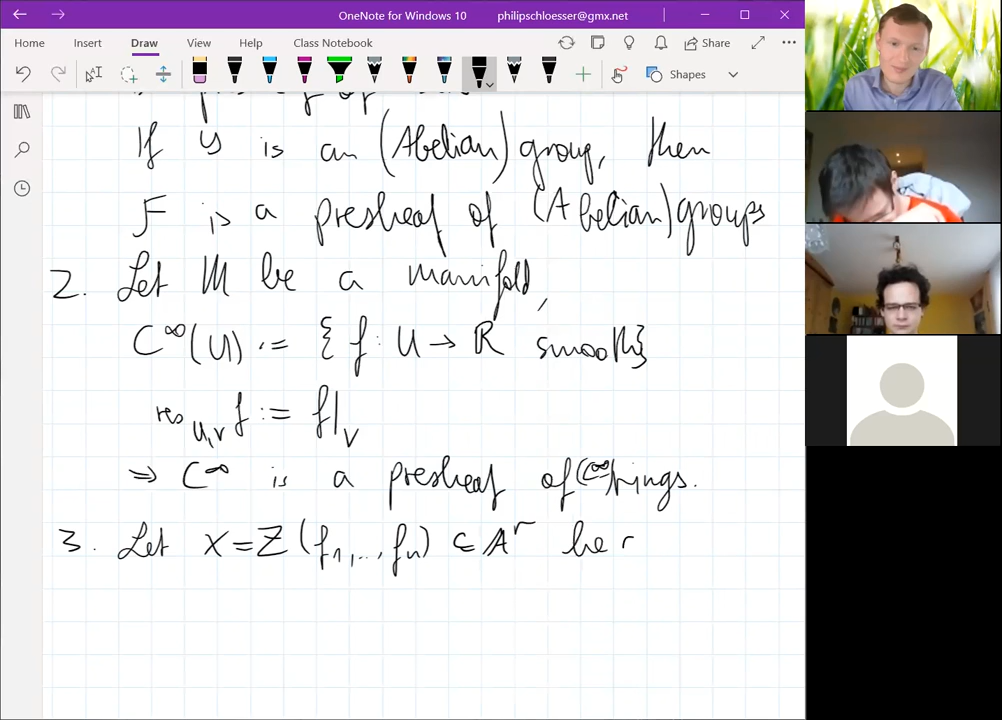 OneNote for Windows 10 philipschloesser@gmx.net
Home Insert Draw View Help Class Notebook Share
Shapes
If Y is an (Abelian) group, then
F is a presheaf of (Abelian) groups
2. Let M be a manifold,
C^∞(U) := { f : U → R smooth}
res_{U,V} f := f|_V
⇒ C^∞ is a presheaf of (C^∞-)rings.
3. Let X = Z(f_1,..,f_n) ⊆ A^r be